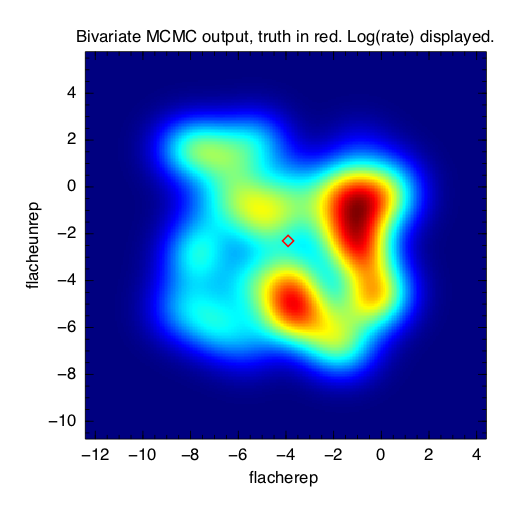 Bivariate MCMC output, truth in red. Log(rate) displayed.
4
2
0
−2
−4
−6
−8
−10
flacheunrep
−12 −10 −8 −6 −4 −2 0 2 4
flacherep